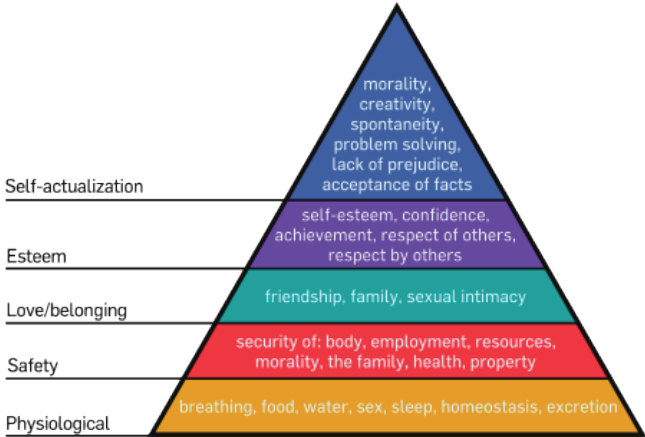 morality,
creativity,
spontaneity,
problem solving,
lack of prejudice,
acceptance of facts
Self-actualization
self-esteem, confidence,
achievement, respect of others,
respect by others
Esteem
friendship, family, sexual intimacy
Love/belonging
security of: body, employment, resources,
morality, the family, health, property
Safety
breathing, food, water, sex, sleep, homeostasis, excretion
Physiological